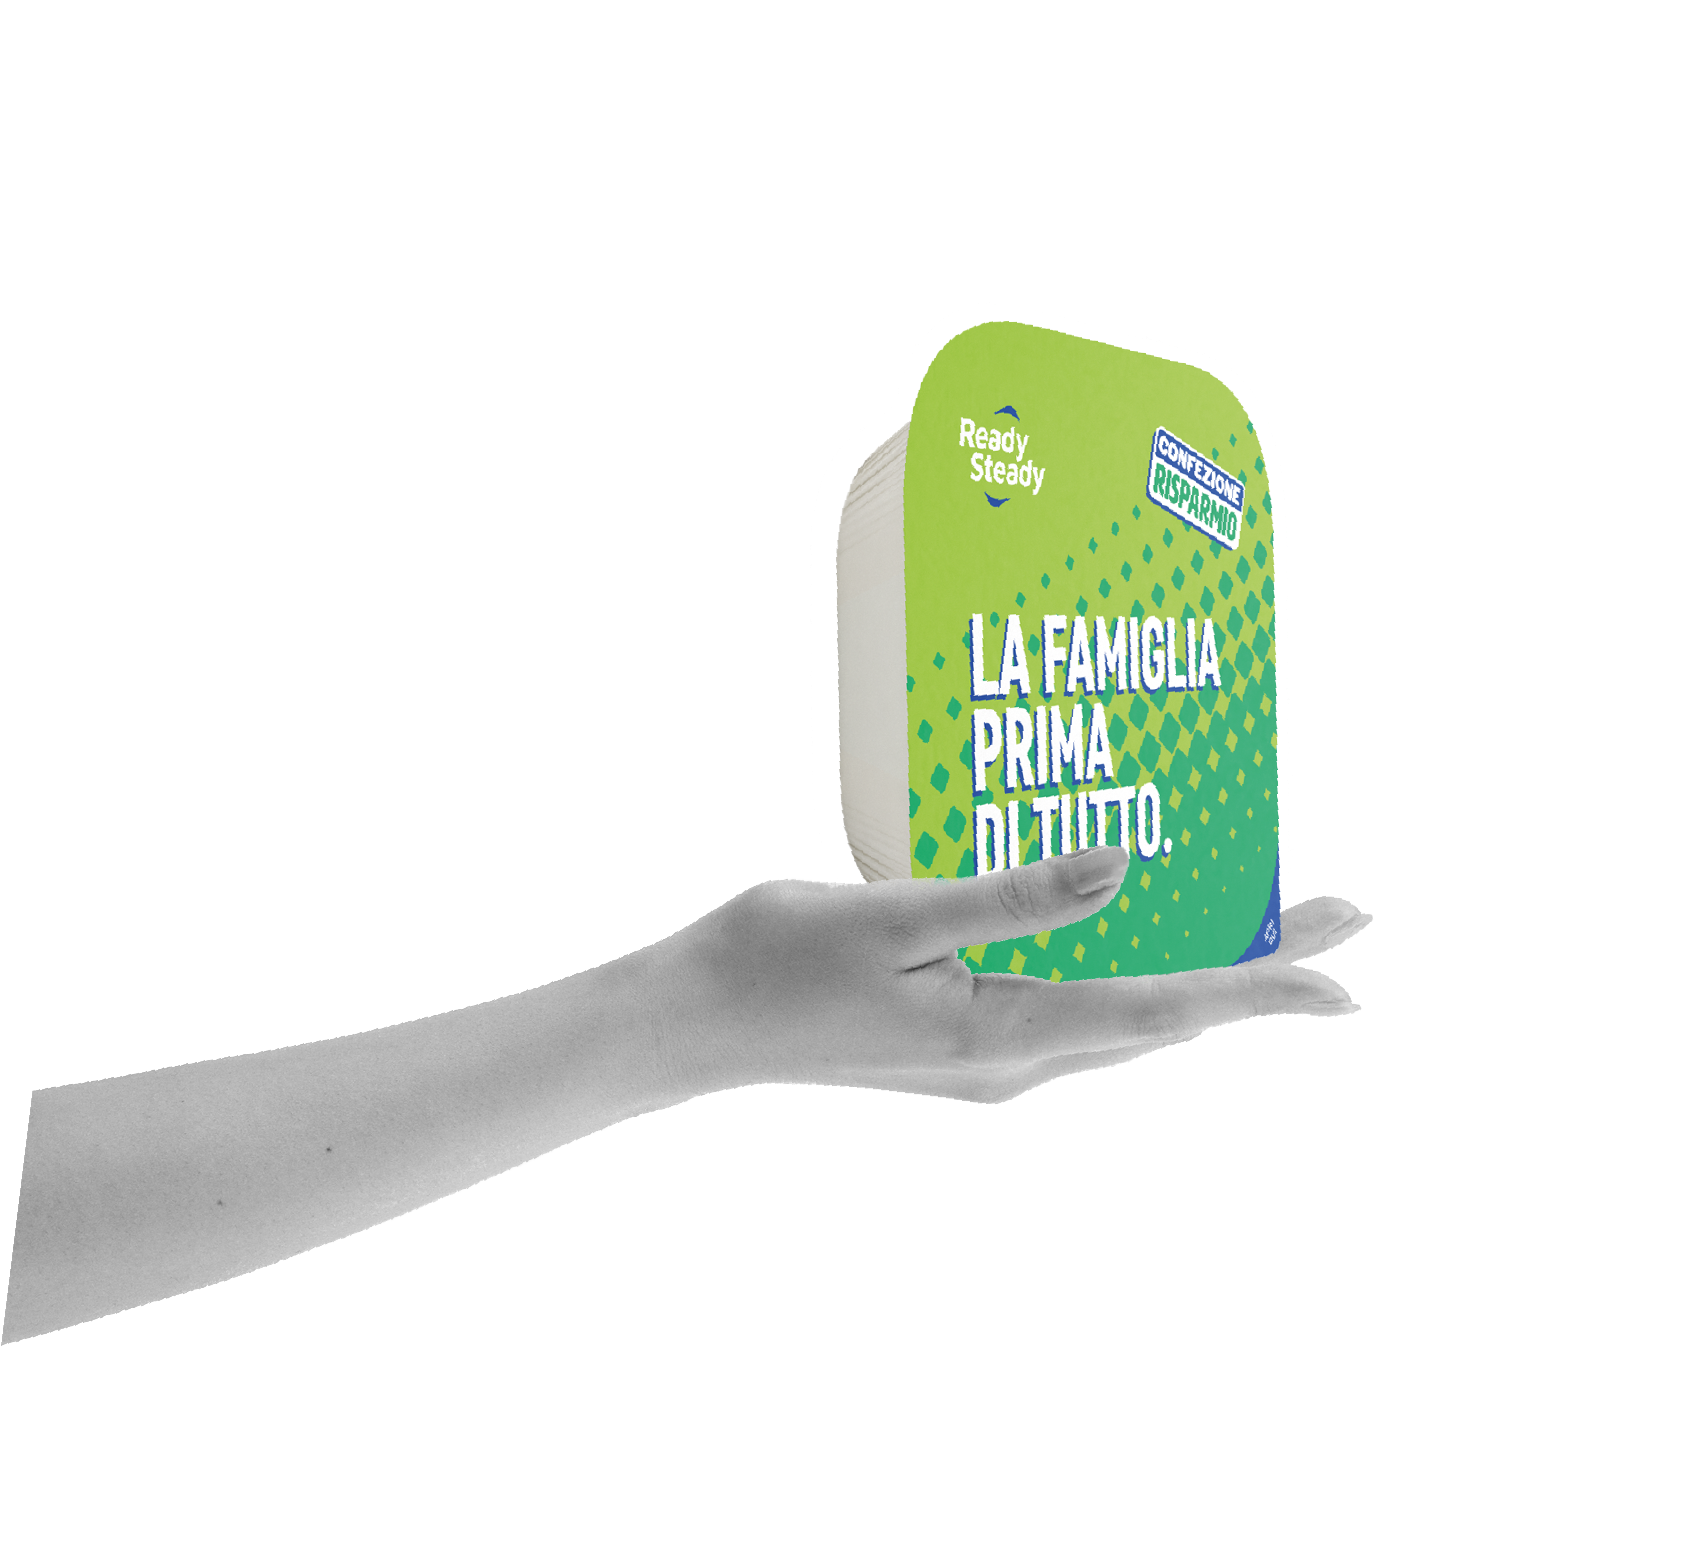 Ready
Steady
CONFEZIONE
RISPARMIO
LA FAMIGLIA
PRIMA
DI TUTTO.